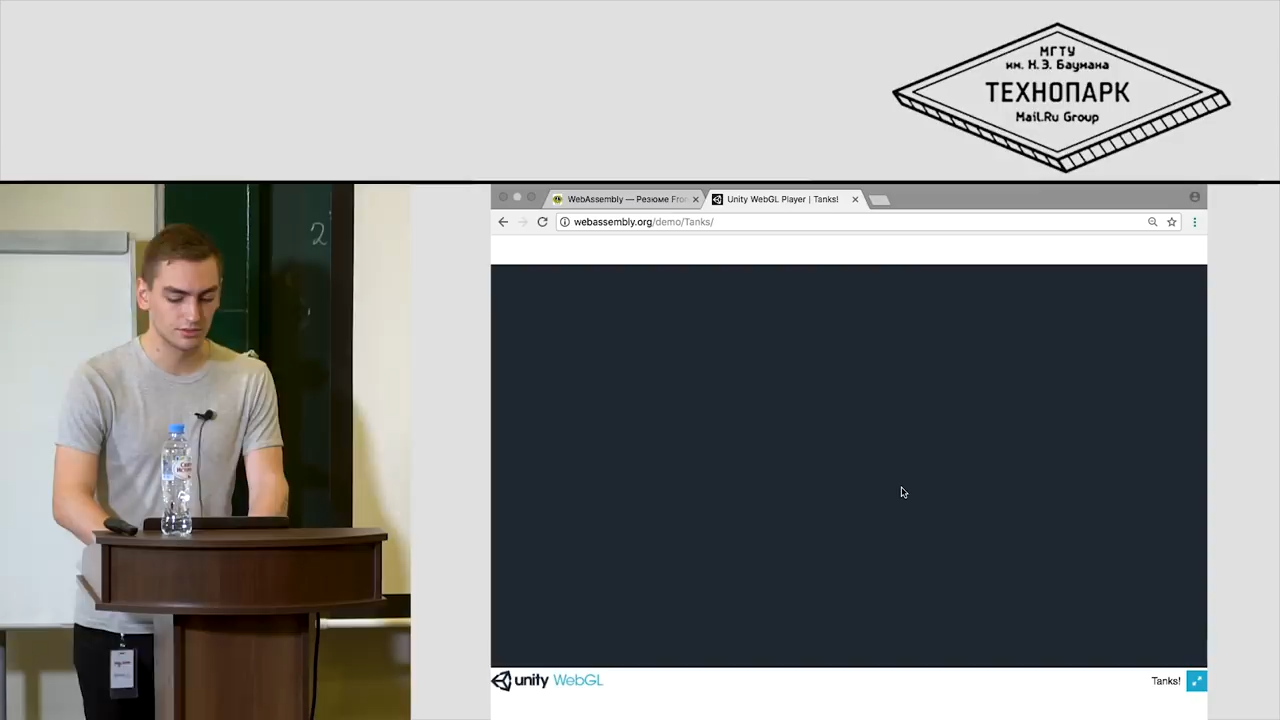 МГТУ
им. Н.Э. Баумана
ТЕХНОПАРК
Mail.Ru Group
2
WebAssembly — Резюме Fro
Unity WebGL Player | Tanks!
webassembly.org/demo/Tanks/
unity WebGL
Tanks!